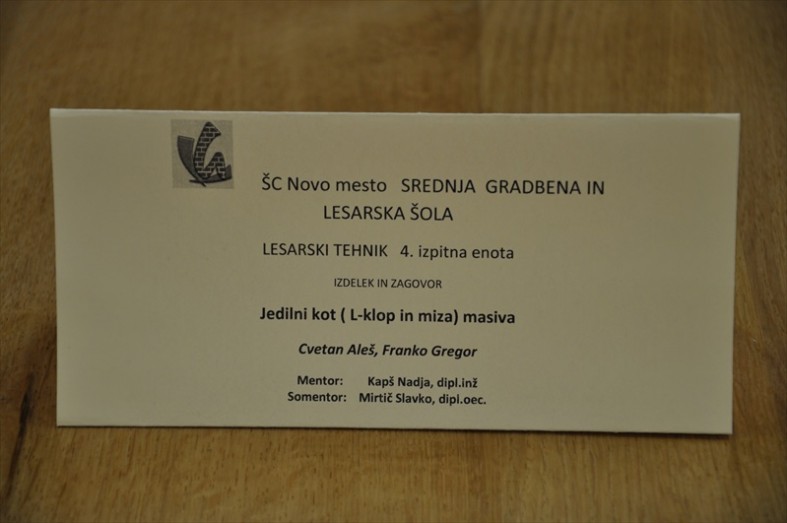 ŠC Novo mesto SREDNJA GRADBENA IN
LESARSKA ŠOLA
LESARSKI TEHNIK 4. izpitna enota
IZDELEK IN ZAGOVOR
Jedilni kot ( L-klop in miza) masiva
Cvetan Aleš, Franko Gregor
Mentor: Kapš Nadja, dipl.inž
Somentor: Mirtič Slavko, dipl.oec.